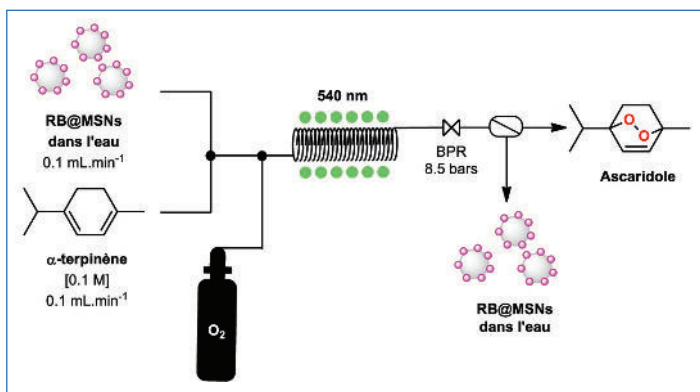 RB@MSNs
dans l'eau
0.1 mL.min⁻¹
α-terpinène
[0.1 M]
0.1 mL.min⁻¹
O₂
540 nm
BPR
8.5 bars
O
O
Ascaridole
RB@MSNs
dans l'eau